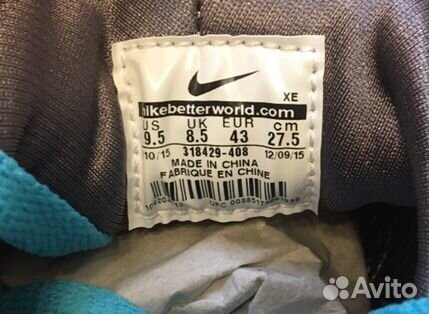 XE
nikebetterworld.com
US UK EUR cm
9.5 8.5 43 27.5
10/15 318429-408 12/09/15
MADE IN CHINA
FABRIQUE EN CHINE
UPC
Avito